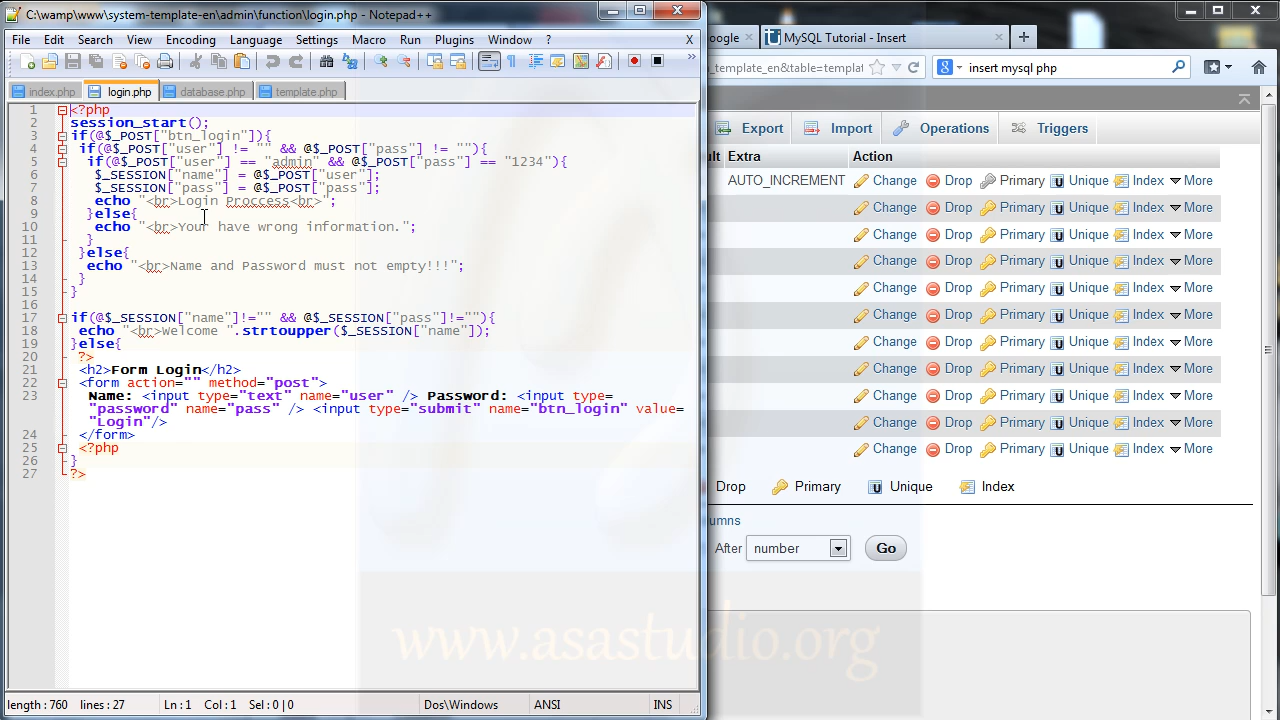 C:\wamp\www\system-template-en\admin\function\login.php - Notepad++
File Edit Search View Encoding Language Settings Macro Run Plugins Window ? X
index.php login.php database.php template.php
1 <?php
2 session_start();
3 if(@$_POST["btn_login"]){
4 if(@$_POST["user"] != "" && @$_POST["pass"] != ""){
5 if(@$_POST["user"] == "admin" && @$_POST["pass"] == "1234"){
6 $_SESSION["name"] = @$_POST["user"];
7 $_SESSION["pass"] = @$_POST["pass"];
8 echo "<br>Login Proccess<br>";
9 }else{
10 echo "<br>Your have wrong information.";
11 }
12 }else{
13 echo "<br>Name and Password must not empty!!!";
14 }
15 }
16
17 if(@$_SESSION["name"]!="" && @$_SESSION["pass"]!=""){
18 echo "<br>Welcome ".strtoupper($_SESSION["name"]);
19 }else{
20 ?>
21 <h2>Form Login</h2>
22 <form action="" method="post">
23 Name: <input type="text" name="user" /> Password: <input type=
"password" name="pass" /> <input type="submit" name="btn_login" value=
"Login"/>
24 </form>
25 <?php
26 }
27 ?>
length : 760 lines : 27 Ln : 1 Col : 1 Sel : 0 | 0 Dos\Windows ANSI INS
oogle MySQL Tutorial - Insert
_template_en&table=templat insert mysql php
Export Import Operations Triggers
ult Extra Action
AUTO_INCREMENT Change Drop Primary Unique Index More
Change Drop Primary Unique Index More
Change Drop Primary Unique Index More
Change Drop Primary Unique Index More
Change Drop Primary Unique Index More
Change Drop Primary Unique Index More
Change Drop Primary Unique Index More
Change Drop Primary Unique Index More
Change Drop Primary Unique Index More
Change Drop Primary Unique Index More
Change Drop Primary Unique Index More
Drop Primary Unique Index
umns
After number Go
www.asastudio.org